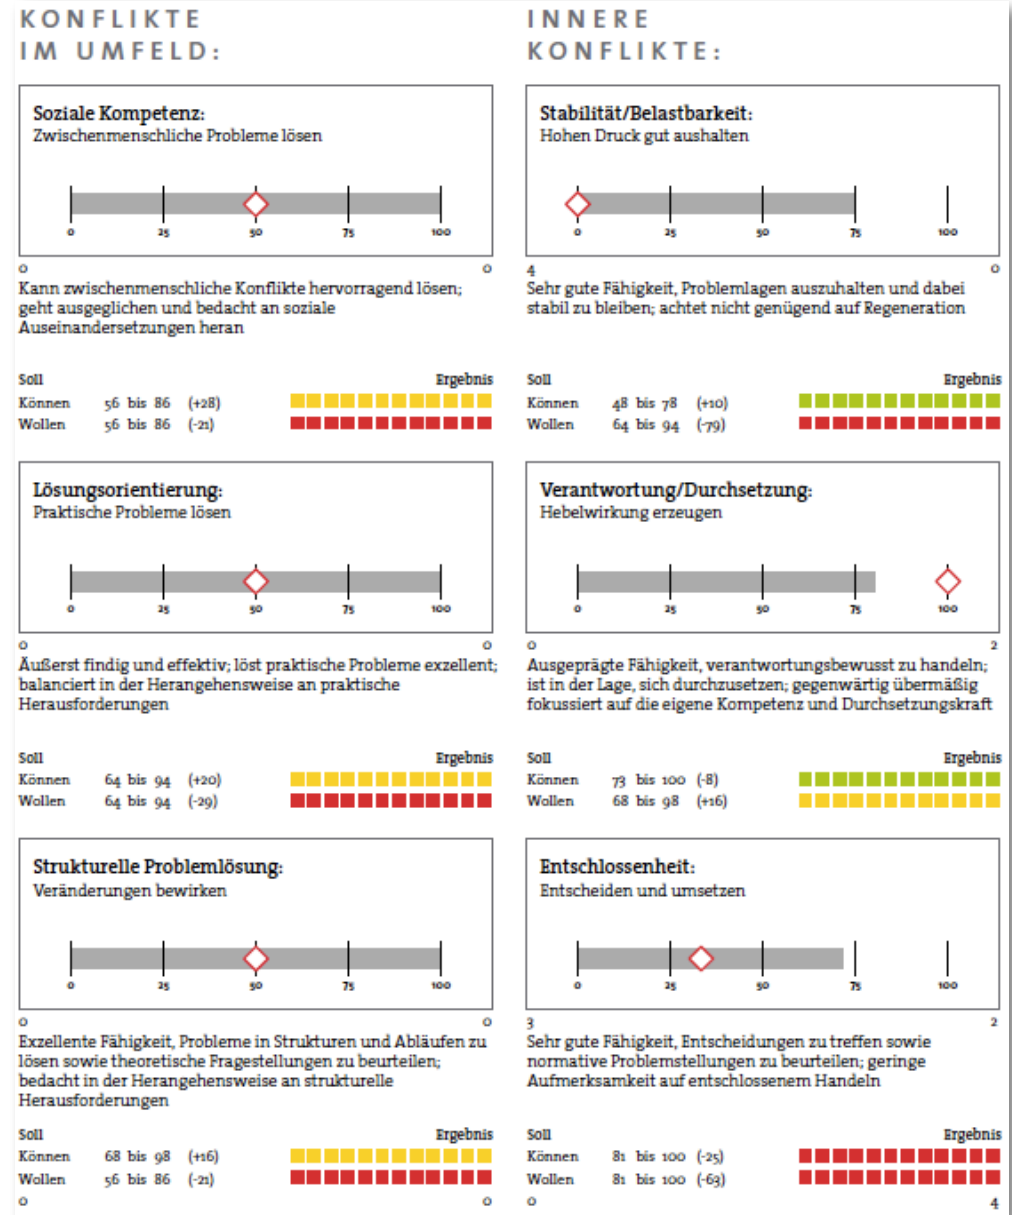 KONFLIKTE
IM UMFELD:
Soziale Kompetenz:
Zwischenmenschliche Probleme lösen
0 25 50 75 100
0 0
Kann zwischenmenschliche Konflikte hervorragend lösen;
geht ausgeglichen und bedacht an soziale
Auseinandersetzungen heran
Soll Ergebnis
Können 56 bis 86 (+28)
Wollen 56 bis 86 (-21)
Lösungsorientierung:
Praktische Probleme lösen
0 25 50 75 100
0 0
Äußerst findig und effektiv; löst praktische Probleme exzellent;
balanciert in der Herangehensweise an praktische
Herausforderungen
Soll Ergebnis
Können 64 bis 94 (+20)
Wollen 64 bis 94 (-29)
Strukturelle Problemlösung:
Veränderungen bewirken
0 25 50 75 100
0 0
Exzellente Fähigkeit, Probleme in Strukturen und Abläufen zu
lösen sowie theoretische Fragestellungen zu beurteilen;
bedacht in der Herangehensweise an strukturelle
Herausforderungen
Soll Ergebnis
Können 68 bis 98 (+16)
Wollen 56 bis 86 (-21)
0 0
INNERE
KONFLIKTE:
Stabilität/Belastbarkeit:
Hohen Druck gut aushalten
0 25 50 75 100
4 0
Sehr gute Fähigkeit, Problemlagen auszuhalten und dabei
stabil zu bleiben; achtet nicht genügend auf Regeneration
Soll Ergebnis
Können 48 bis 78 (+10)
Wollen 64 bis 94 (-79)
Verantwortung/Durchsetzung:
Hebelwirkung erzeugen
0 25 50 75 100
0 2
Ausgeprägte Fähigkeit, verantwortungsbewusst zu handeln;
ist in der Lage, sich durchzusetzen; gegenwärtig übermäßig
fokussiert auf die eigene Kompetenz und Durchsetzungskraft
Soll Ergebnis
Können 73 bis 100 (-8)
Wollen 68 bis 98 (+16)
Entschlossenheit:
Entscheiden und umsetzen
0 25 50 75 100
3 2
Sehr gute Fähigkeit, Entscheidungen zu treffen sowie
normative Problemstellungen zu beurteilen; geringe
Aufmerksamkeit auf entschlossenem Handeln
Soll Ergebnis
Können 81 bis 100 (-25)
Wollen 81 bis 100 (-63)
0 4